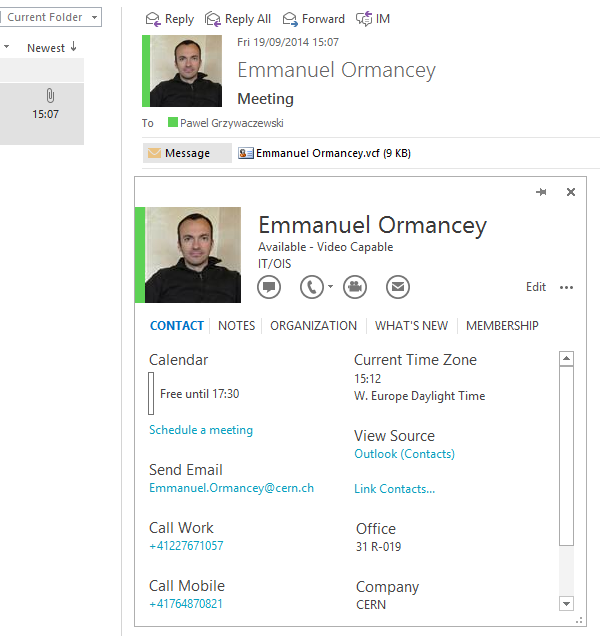 Current Folder
Newest
15:07
Reply
Reply All
Forward
IM
Fri 19/09/2014 15:07
Emmanuel Ormancey
Meeting
To Pawel Grzywaczewski
Message
Emmanuel Ormancey.vcf (9 KB)
Emmanuel Ormancey
Available - Video Capable
IT/OIS
Edit
CONTACT
NOTES
ORGANIZATION
WHAT'S NEW
MEMBERSHIP
Calendar
Free until 17:30
Schedule a meeting
Send Email
Emmanuel.Ormancey@cern.ch
Call Work
+41227671057
Call Mobile
+41764870821
Current Time Zone
15:12
W. Europe Daylight Time
View Source
Outlook (Contacts)
Link Contacts...
Office
31 R-019
Company
CERN